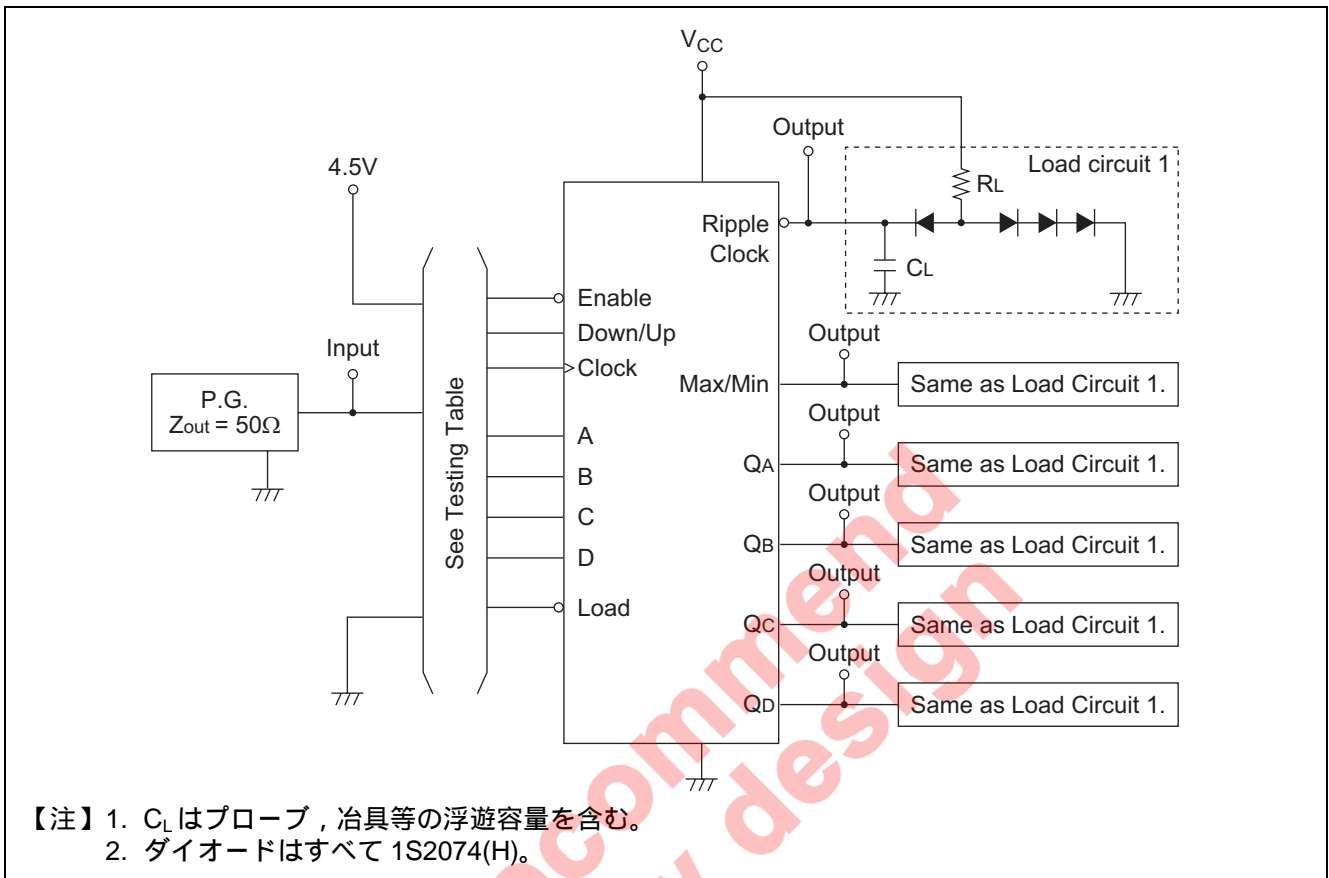 VCC
Output
4.5V
Load circuit 1
RL
Ripple
Clock
CL
Enable
Down/Up
Clock
Input
P.G.
Zout = 50Ω
See Testing Table
A
B
C
D
Load
Output
Max/Min
Same as Load Circuit 1.
Output
QA
Same as Load Circuit 1.
Output
QB
Same as Load Circuit 1.
Output
QC
Same as Load Circuit 1.
Output
QD
Same as Load Circuit 1.
【注】1. CLはプローブ，冶具等の浮遊容量を含む。
2. ダイオードはすべて 1S2074(H)。
design